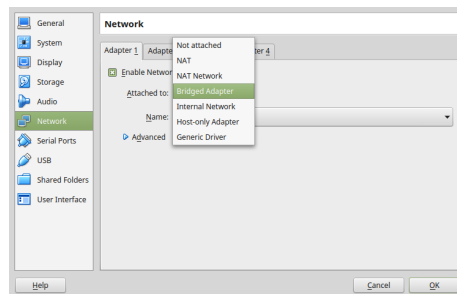 General
System
Display
Storage
Audio
Network
Serial Ports
USB
Shared Folders
User Interface
Network
Adapter 1 Adapte ter 4
Enable Networ
Attached to:
Name:
Advanced
Not attached
NAT
NAT Network
Bridged Adapter
Internal Network
Host-only Adapter
Generic Driver
Help Cancel OK